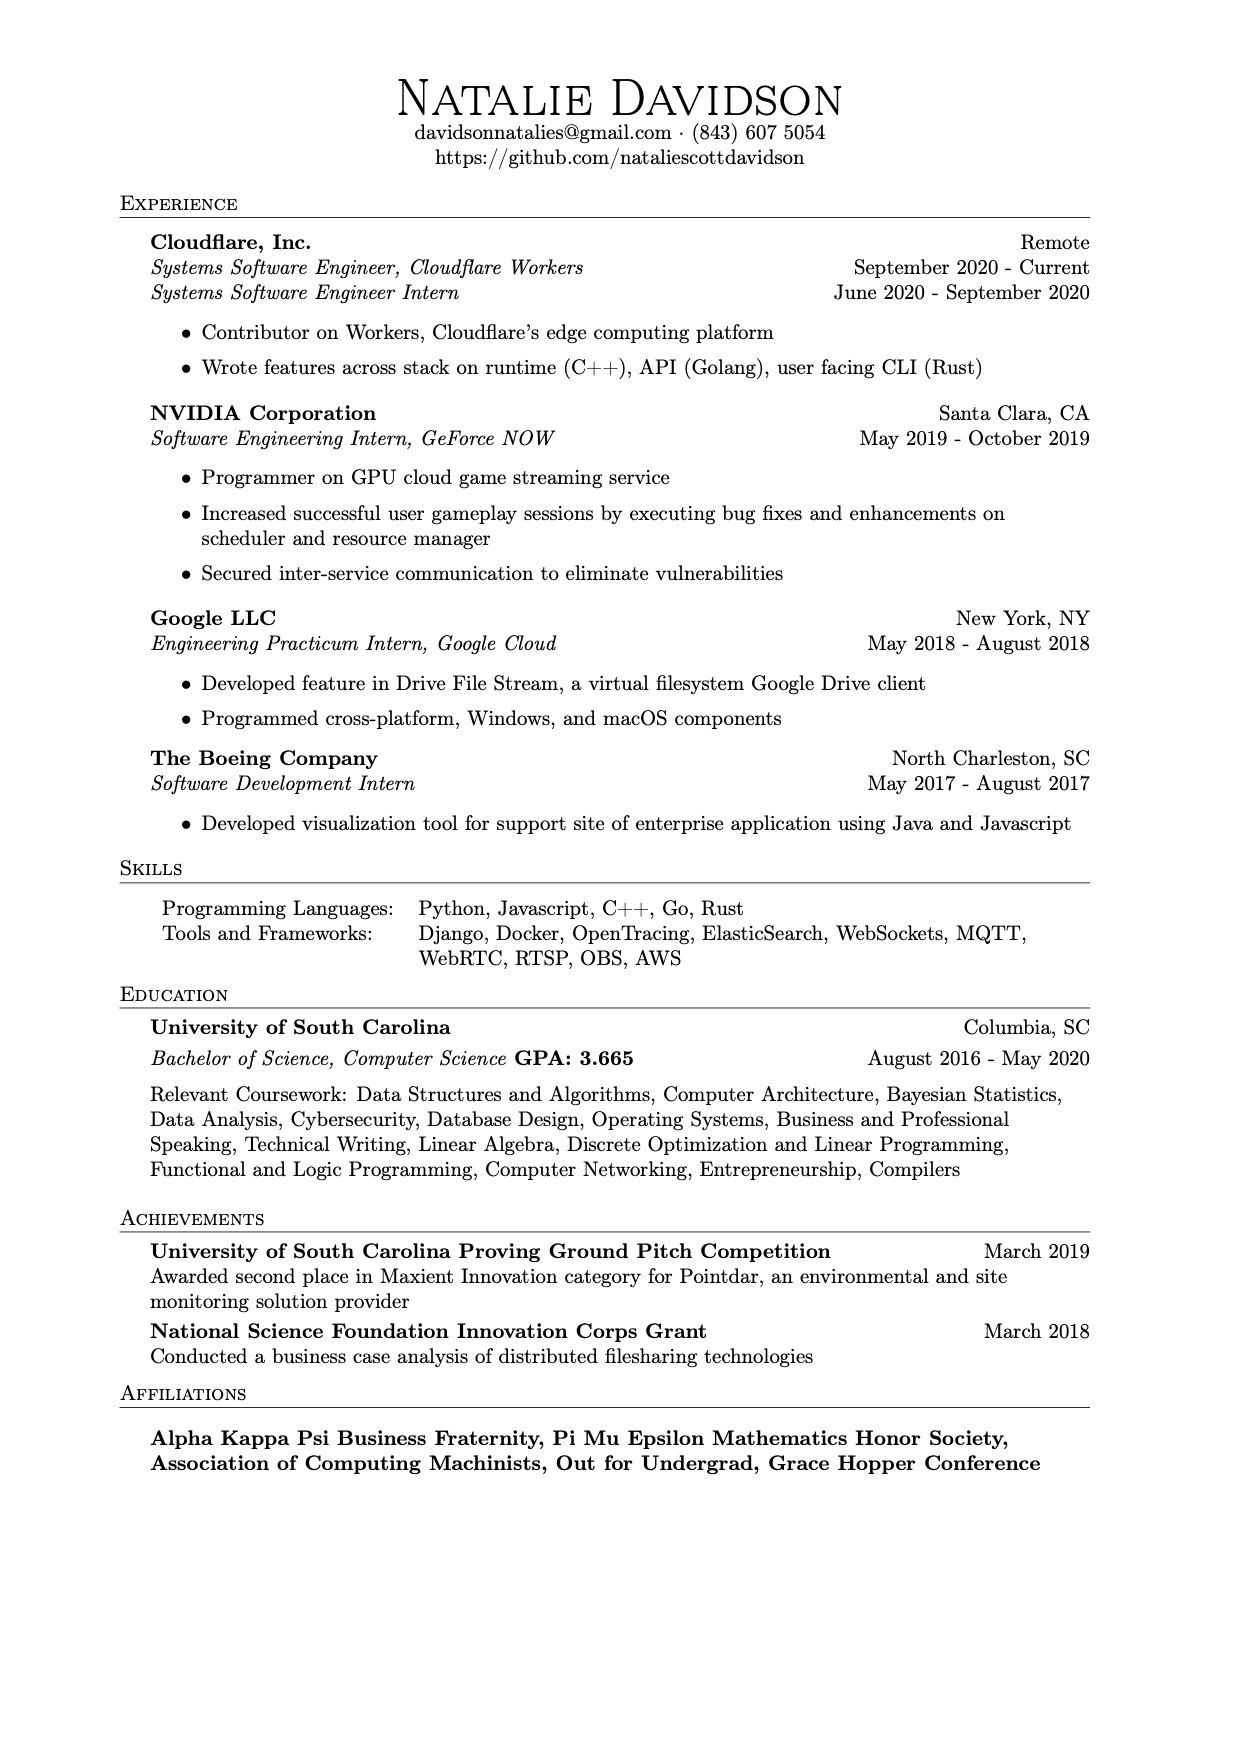 NATALIE DAVIDSON
davidsonnatalies@gmail.com · (843) 607 5054
https://github.com/nataliescottdavidson
EXPERIENCE
Cloudflare, Inc. Remote
Systems Software Engineer, Cloudflare Workers September 2020 - Current
Systems Software Engineer Intern June 2020 - September 2020
• Contributor on Workers, Cloudflare's edge computing platform
• Wrote features across stack on runtime (C++), API (Golang), user facing CLI (Rust)
NVIDIA Corporation Santa Clara, CA
Software Engineering Intern, GeForce NOW May 2019 - October 2019
• Programmer on GPU cloud game streaming service
• Increased successful user gameplay sessions by executing bug fixes and enhancements on
scheduler and resource manager
• Secured inter-service communication to eliminate vulnerabilities
Google LLC New York, NY
Engineering Practicum Intern, Google Cloud May 2018 - August 2018
• Developed feature in Drive File Stream, a virtual filesystem Google Drive client
• Programmed cross-platform, Windows, and macOS components
The Boeing Company North Charleston, SC
Software Development Intern May 2017 - August 2017
• Developed visualization tool for support site of enterprise application using Java and Javascript
SKILLS
Programming Languages: Python, Javascript, C++, Go, Rust
Tools and Frameworks: Django, Docker, OpenTracing, ElasticSearch, WebSockets, MQTT,
WebRTC, RTSP, OBS, AWS
EDUCATION
University of South Carolina Columbia, SC
Bachelor of Science, Computer Science GPA: 3.665 August 2016 - May 2020
Relevant Coursework: Data Structures and Algorithms, Computer Architecture, Bayesian Statistics,
Data Analysis, Cybersecurity, Database Design, Operating Systems, Business and Professional
Speaking, Technical Writing, Linear Algebra, Discrete Optimization and Linear Programming,
Functional and Logic Programming, Computer Networking, Entrepreneurship, Compilers
ACHIEVEMENTS
University of South Carolina Proving Ground Pitch Competition March 2019
Awarded second place in Maxient Innovation category for Pointdar, an environmental and site
monitoring solution provider
National Science Foundation Innovation Corps Grant March 2018
Conducted a business case analysis of distributed filesharing technologies
AFFILIATIONS
Alpha Kappa Psi Business Fraternity, Pi Mu Epsilon Mathematics Honor Society,
Association of Computing Machinists, Out for Undergrad, Grace Hopper Conference